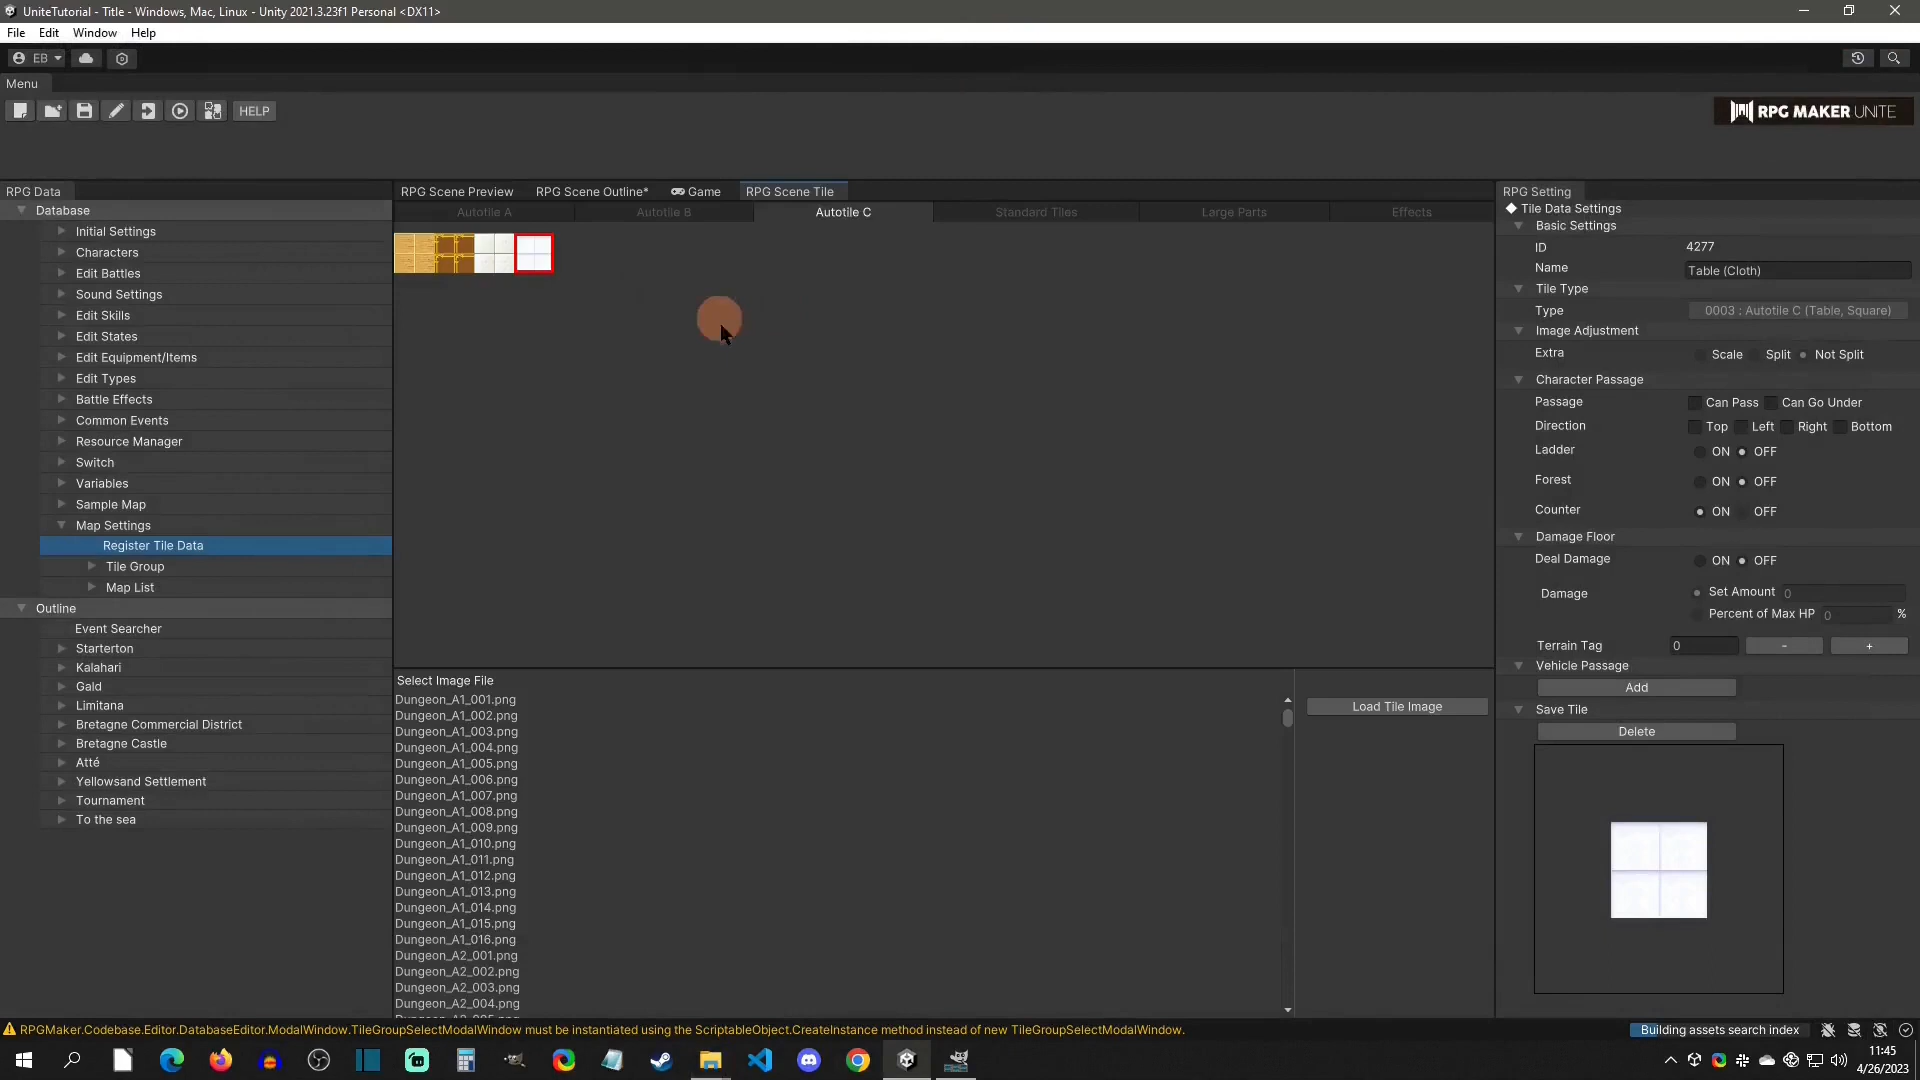 UniteTutorial - Title - Windows, Mac, Linux - Unity 2021.3.23f1 Personal <DX11>
File Edit Window Help
EB
Menu
HELP
RPG MAKER UNITE
RPG Data
Database
Initial Settings
Characters
Edit Battles
Sound Settings
Edit Skills
Edit States
Edit Equipment/Items
Edit Types
Battle Effects
Common Events
Resource Manager
Switch
Variables
Sample Map
Map Settings
Register Tile Data
Tile Group
Map List
Outline
Event Searcher
Starterton
Kalahari
Gald
Limitana
Bretagne Commercial District
Bretagne Castle
Atté
Yellowsand Settlement
Tournament
To the sea
RPG Scene Preview RPG Scene Outline* Game RPG Scene Tile
Autotile A Autotile B Autotile C Standard Tiles Large Parts Effects
Select Image File
Dungeon_A1_001.png
Dungeon_A1_002.png
Dungeon_A1_003.png
Dungeon_A1_004.png
Dungeon_A1_005.png
Dungeon_A1_006.png
Dungeon_A1_007.png
Dungeon_A1_008.png
Dungeon_A1_009.png
Dungeon_A1_010.png
Dungeon_A1_011.png
Dungeon_A1_012.png
Dungeon_A1_013.png
Dungeon_A1_014.png
Dungeon_A1_015.png
Dungeon_A1_016.png
Dungeon_A2_001.png
Dungeon_A2_002.png
Dungeon_A2_003.png
Dungeon_A2_004.png
Load Tile Image
RPG Setting
Tile Data Settings
Basic Settings
ID 4277
Name Table (Cloth)
Tile Type
Type 0003 : Autotile C (Table, Square)
Image Adjustment
Extra Scale Split Not Split
Character Passage
Passage Can Pass Can Go Under
Direction Top Left Right Bottom
Ladder ON OFF
Forest ON OFF
Counter ON OFF
Damage Floor
Deal Damage ON OFF
Damage Set Amount 0
Percent of Max HP 0 %
Terrain Tag 0 - +
Vehicle Passage
Add
Save Tile
Delete
RPGMaker.Codebase.Editor.DatabaseEditor.ModalWindow.TileGroupSelectModalWindow must be instantiated using the ScriptableObject.CreateInstance method instead of new TileGroupSelectModalWindow.
Building assets search index
11:45
4/26/2023